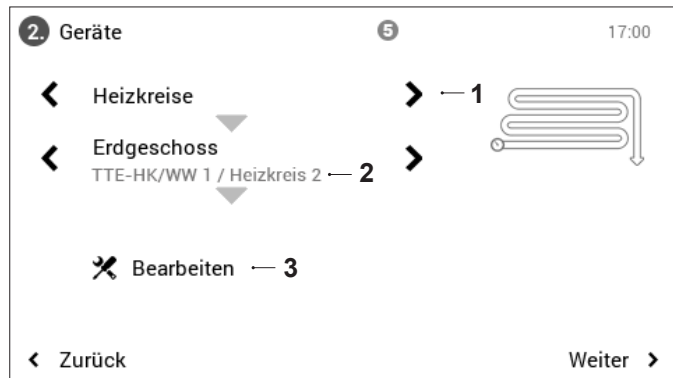 2. Geräte 5 17:00
Heizkreise 1
Erdgeschoss
TTE-HK/WW 1 / Heizkreis 2 2
Bearbeiten 3
Zurück Weiter